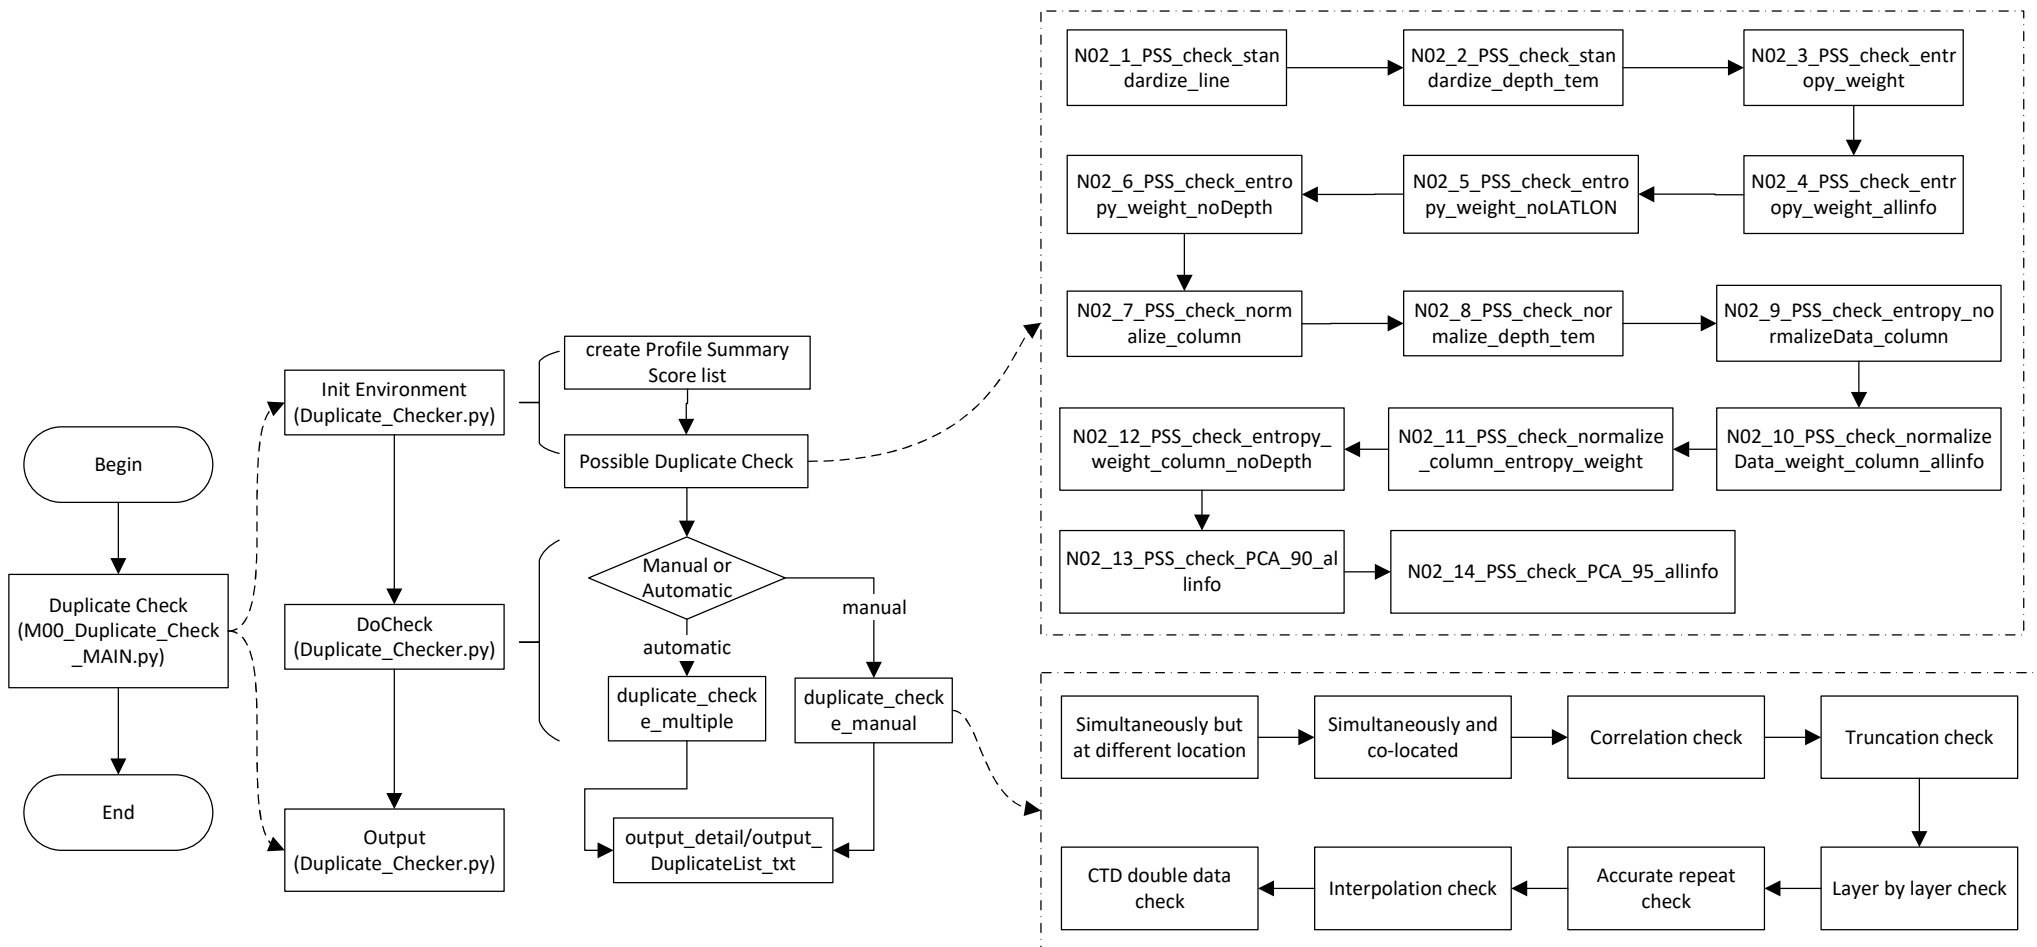 Begin
Duplicate Check
(M00_Duplicate_Check
_MAIN.py)
End
Init Environment
(Duplicate_Checker.py)
DoCheck
(Duplicate_Checker.py)
Output
(Duplicate_Checker.py)
create Profile Summary
Score list
Possible Duplicate Check
Manual or
Automatic
manual
automatic
duplicate_check
e_multiple
duplicate_chec
ke_manual
output_detail/output_
DuplicateList_txt
N02_1_PSS_check_stan
dardize_line
N02_2_PSS_check_stan
dardize_depth_tem
N02_3_PSS_check_entr
opy_weight
N02_4_PSS_check_entr
opy_weight_allinfo
N02_5_PSS_check_entro
py_weight_noLATLON
N02_6_PSS_check_entro
py_weight_noDepth
N02_7_PSS_check_norm
alize_column
N02_8_PSS_check_nor
malize_depth_tem
N02_9_PSS_check_entropy_no
rmalizeData_column
N02_10_PSS_check_normalize
Data_weight_column_allinfo
N02_11_PSS_check_normalize
_column_entropy_weight
N02_12_PSS_check_entropy_
weight_column_noDepth
N02_13_PSS_check_PCA_90_al
linfo
N02_14_PSS_check_PCA_95_allinfo
Simultaneously but
at different location
Simultaneously and
co-located
Correlation check
Truncation check
Layer by layer check
Accurate repeat
check
Interpolation check
CTD double data
check